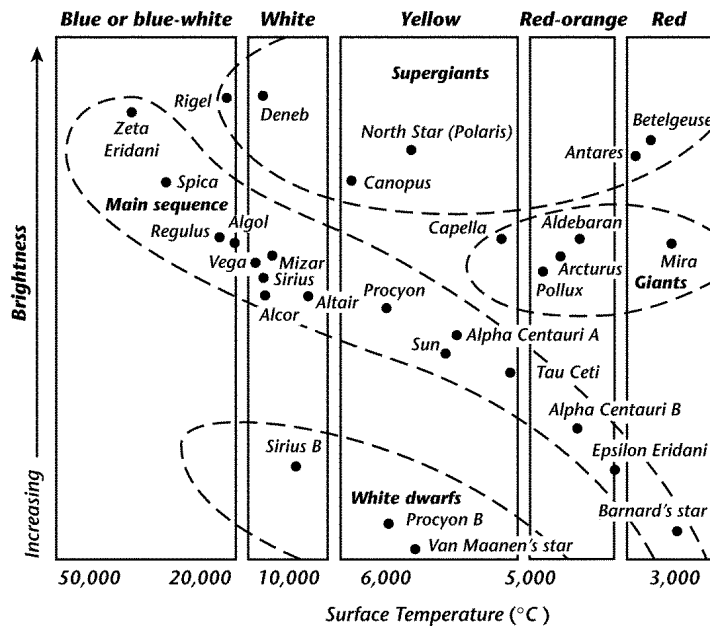 Blue or blue-white White Yellow Red-orange Red
Supergiants
Rigel
Deneb
Betelgeuse
Zeta
Eridani
North Star (Polaris)
Antares
Spica
Canopus
Main sequence
Regulus
Algol
Capella
Aldebaran
Vega
Mizar
Sirius
Arcturus
Mira
Pollux
Giants
Alcor
Altair
Procyon
Sun
Alpha Centauri A
Tau Ceti
Alpha Centauri B
Sirius B
Epsilon Eridani
White dwarfs
Barnard's star
Procyon B
Van Maanen's star
Brightness
Increasing
50,000 20,000 10,000 6,000 5,000 3,000
Surface Temperature (°C)